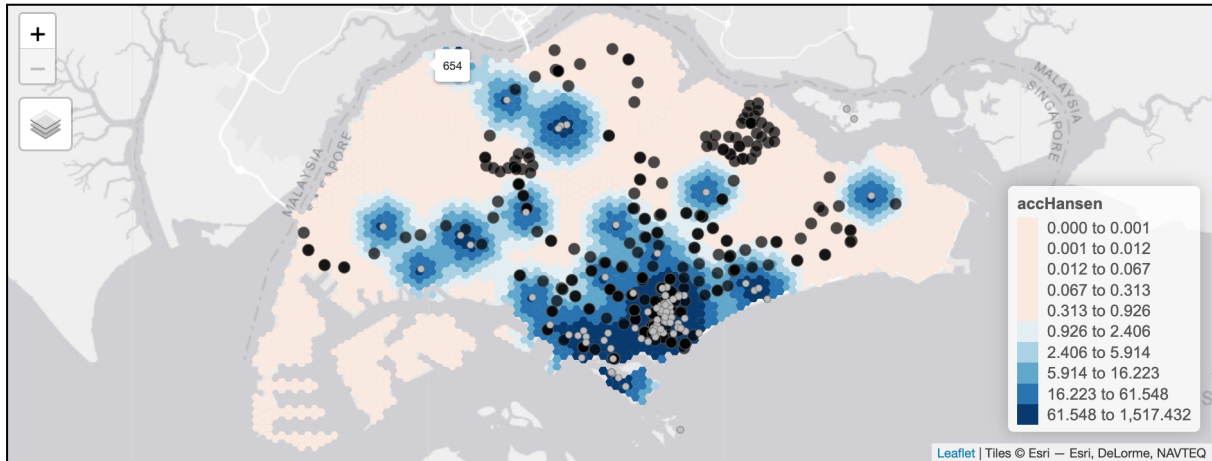 +
−
654
MALAYSIA
SINGAPORE
MALAYSIA
accHansen
0.000 to 0.001
0.001 to 0.012
0.012 to 0.067
0.067 to 0.313
0.313 to 0.926
0.926 to 2.406
2.406 to 5.914
5.914 to 16.223
16.223 to 61.548
61.548 to 1,517.432
Leaflet | Tiles © Esri — Esri, DeLorme, NAVTEQ